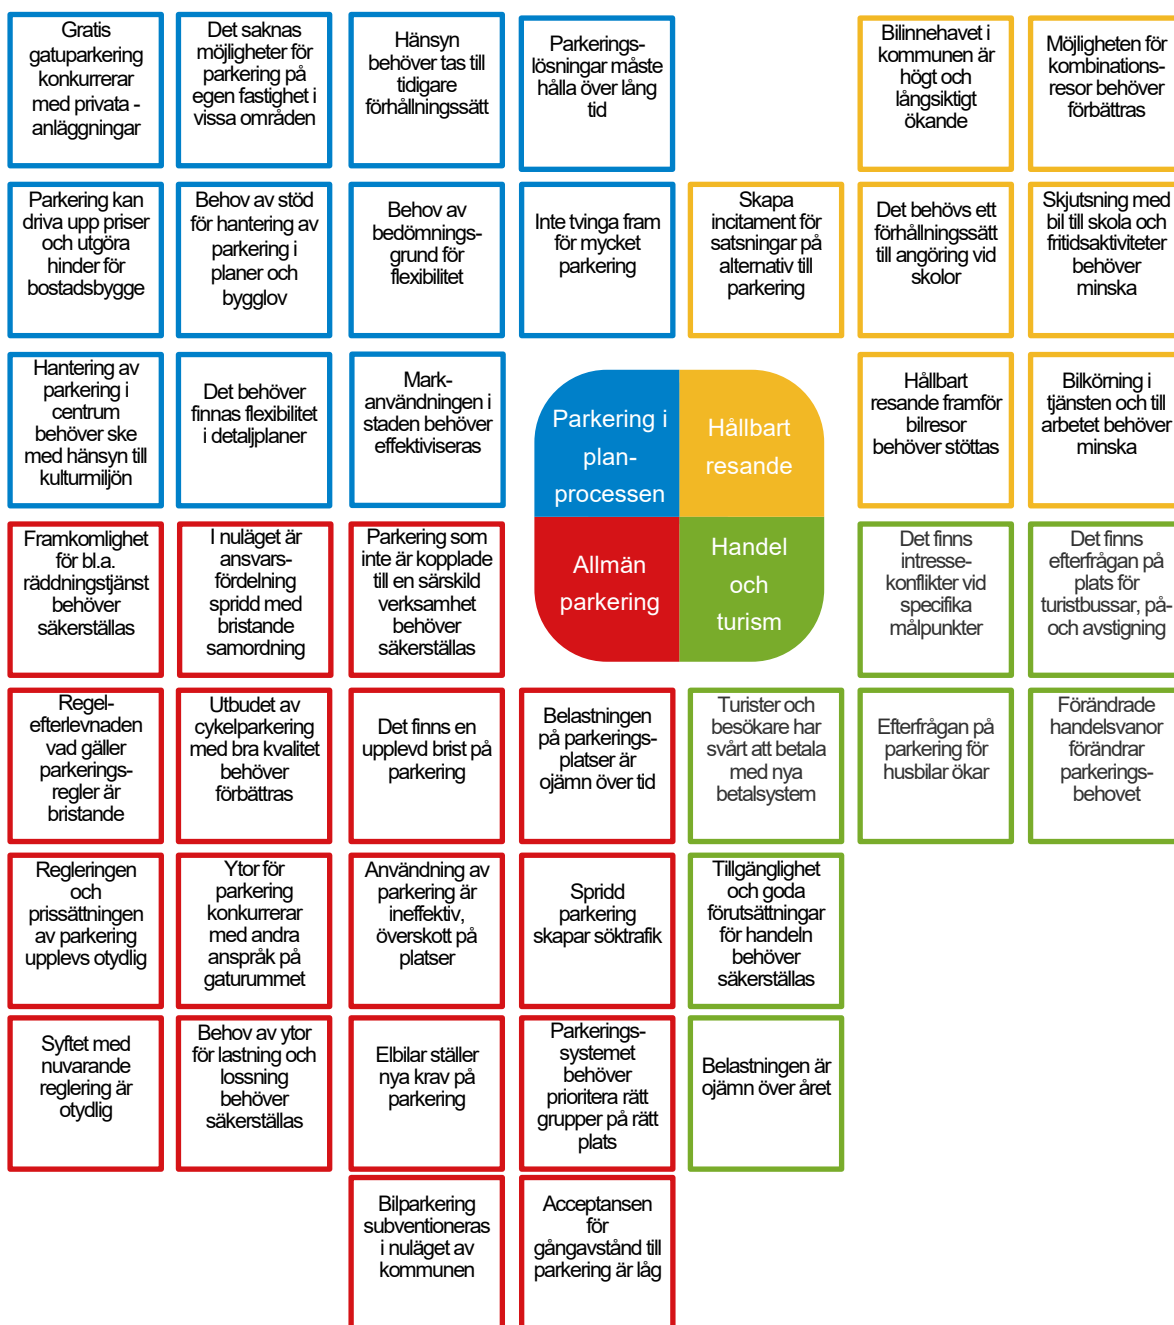 Gratis
gatuparkering
konkurrerar
med privata -
anläggningar
Det saknas
möjligheter för
parkering på
egen fastighet i
vissa områden
Hänsyn
behöver tas till
tidigare
förhållningssätt
Parkerings-
lösningar måste
hålla över lång
tid
Bilinnehavet i
kommunen är
högt och
långsiktigt
ökande
Möjligheten för
kombinations-
resor behöver
förbättras
Parkering kan
driva upp priser
och utgöra
hinder för
bostadsbygge
Behov av stöd
för hantering av
parkering i
planer och
bygglov
Behov av
bedömnings-
grund för
flexibilitet
Inte tvinga fram
för mycket
parkering
Skapa
incitament för
satsningar på
alternativ till
parkering
Det behövs ett
förhållningssätt
till angöring vid
skolor
Skjutsning med
bil till skola och
fritidsaktiviteter
behöver
minska
Hantering av
parkering i
centrum
behöver ske
med hänsyn till
kulturmiljön
Det behöver
finnas flexibilitet
i detaljplaner
Mark-
användningen i
staden behöver
effektiviseras
Parkering i
plan-
processen
Hållbart
resande
Hållbart
resande framför
bilresor
behöver stöttas
Bilkörning i
tjänsten och till
arbetet behöver
minska
Framkomlighet
för bl.a.
räddningstjänst
behöver
säkerställas
I nuläget är
ansvars-
fördelning
spridd med
bristande
samordning
Parkering som
inte är kopplade
till en särskild
verksamhet
behöver
säkerställas
Allmän
parkering
Handel
och
turism
Det finns
intresse-
konflikter vid
specifika
målpunkter
Det finns
efterfrågan på
plats för
turistbussar, på-
och avstigning
Regel-
efterlevnaden
vad gäller
parkerings-
regler är
bristande
Utbudet av
cykelparkering
med bra kvalitet
behöver
förbättras
Det finns en
upplevd brist på
parkering
Belastningen
på parkerings-
platser är
ojämn över tid
Turister och
besökare har
svårt att betala
med nya
betalsystem
Efterfrågan på
parkering för
husbilar ökar
Förändrade
handelsvanor
förändrar
parkerings-
behovet
Regleringen
och
prissättningen
av parkering
upplevs otydlig
Ytor för
parkering
konkurrerar
med andra
anspråk på
gaturummet
Användning av
parkering är
ineffektiv,
överskott på
platser
Spridd
parkering
skapar söktrafik
Tillgänglighet
och goda
förutsättningar
för handeln
behöver
säkerställas
Syftet med
nuvarande
reglering är
otydlig
Behov av ytor
för lastning och
lossning
behöver
säkerställas
Elbilar ställer
nya krav på
parkering
Parkerings-
systemet
behöver
prioritera rätt
grupper på rätt
plats
Belastningen är
ojämn över året
Bilparkering
subventioneras
i nuläget av
kommunen
Acceptansen
för
gångavstånd till
parkering är låg